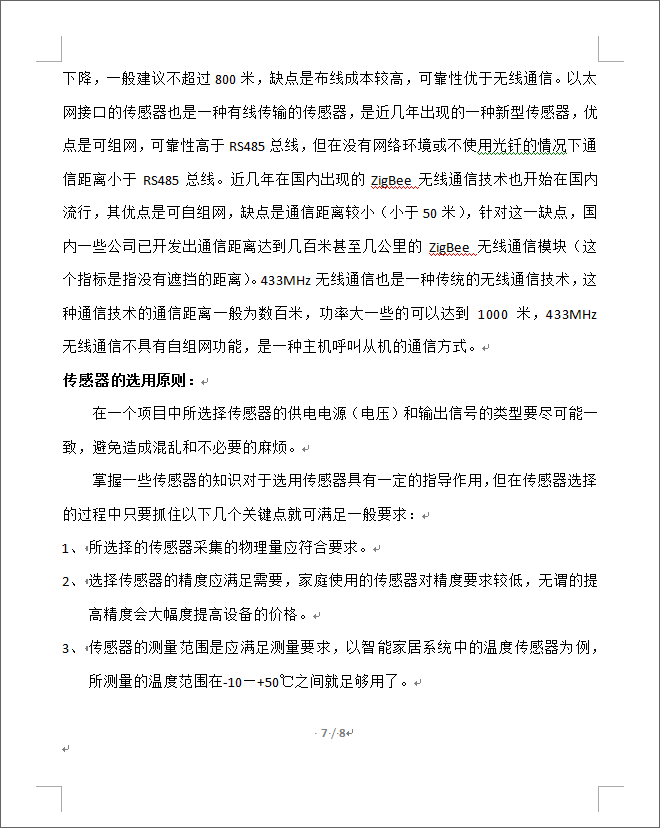 下降，一般建议不超过 800 米，缺点是布线成本较高，可靠性优于无线通信。以太
网接口的传感器也是一种有线传输的传感器，是近几年出现的一种新型传感器，优
点是可组网，可靠性高于 RS485 总线，但在没有网络环境或不使用光钎的情况下通
信距离小于 RS485 总线。近几年在国内出现的 ZigBee 无线通信技术也开始在国内
流行，其优点是可自组网，缺点是通信距离较小（小于 50 米），针对这一缺点，国
内一些公司已开发出通信距离达到几百米甚至几公里的 ZigBee 无线通信模块（这
个指标是指没有遮挡的距离）。433MHz 无线通信也是一种传统的无线通信技术，这
种通信技术的通信距离一般为数百米，功率大一些的可以达到 1000 米，433MHz
无线通信不具有自组网功能，是一种主机呼叫从机的通信方式。
传感器的选用原则：
在一个项目中所选择传感器的供电电源（电压）和输出信号的类型要尽可能一
致，避免造成混乱和不必要的麻烦。
掌握一些传感器的知识对于选用传感器具有一定的指导作用，但在传感器选择
的过程中只要抓住以下几个关键点就可满足一般要求：
1、 所选择的传感器采集的物理量应符合要求。
2、 选择传感器的精度应满足需要，家庭使用的传感器对精度要求较低，无谓的提
高精度会大幅度提高设备的价格。
3、 传感器的测量范围是应满足测量要求，以智能家居系统中的温度传感器为例，
所测量的温度范围在-10—+50℃之间就足够用了。
7 / 8